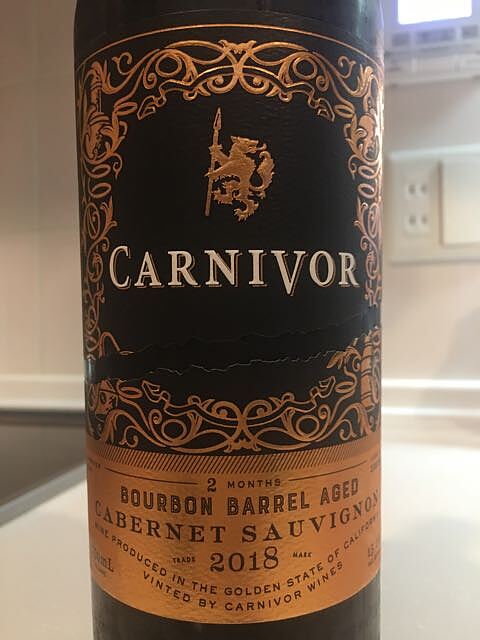 CARNIVOR
2 MONTHS
BOURBON BARREL AGED
CABERNET SAUVIGNON
TRADE 2018 MARK
WINE PRODUCED IN THE GOLDEN STATE OF CALIFORNIA
VINTED BY CARNIVOR WINES